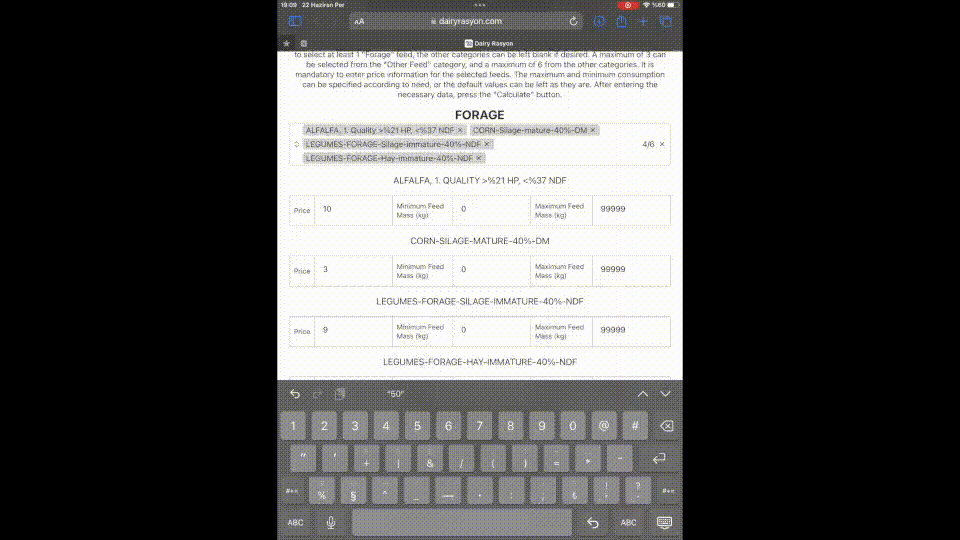 19:09 22 Haziran Per
%60
AA
dairyrasyon.com
Dairy Rasyon
to select at least 1 "Forage" feed, the other categories can be left blank if desired. A maximum of 3 can
be selected from the "Other Feed" category, and a maximum of 6 from the other categories. It is
mandatory to enter price information for the selected feeds. The maximum and minimum consumption
can be specified according to need, or the default values can be left as they are. After entering the
necessary data, press the "Calculate" button.
FORAGE
ALFALFA, 1. Quality >%21 HP, <%37 NDF × CORN-Silage-mature-40%-DM ×
LEGUMES-FORAGE-Silage-immature-40%-NDF ×
LEGUMES-FORAGE-Hay-immature-40%-NDF ×
4/6 ×
ALFALFA, 1. QUALITY >%21 HP, <%37 NDF
Price 10 Minimum Feed Mass (kg) 0 Maximum Feed Mass (kg) 99999
CORN-SILAGE-MATURE-40%-DM
Price 3 Minimum Feed Mass (kg) 0 Maximum Feed Mass (kg) 99999
LEGUMES-FORAGE-SILAGE-IMMATURE-40%-NDF
Price 9 Minimum Feed Mass (kg) 0 Maximum Feed Mass (kg) 99999
LEGUMES-FORAGE-HAY-IMMATURE-40%-NDF
"50"
1 2 3 4 5 6 7 8 9 0 @ #
" ' + | & / ( ) = * -
#+= % § ^ _ — · : ; ₺ ! , ? . #+=
ABC ABC